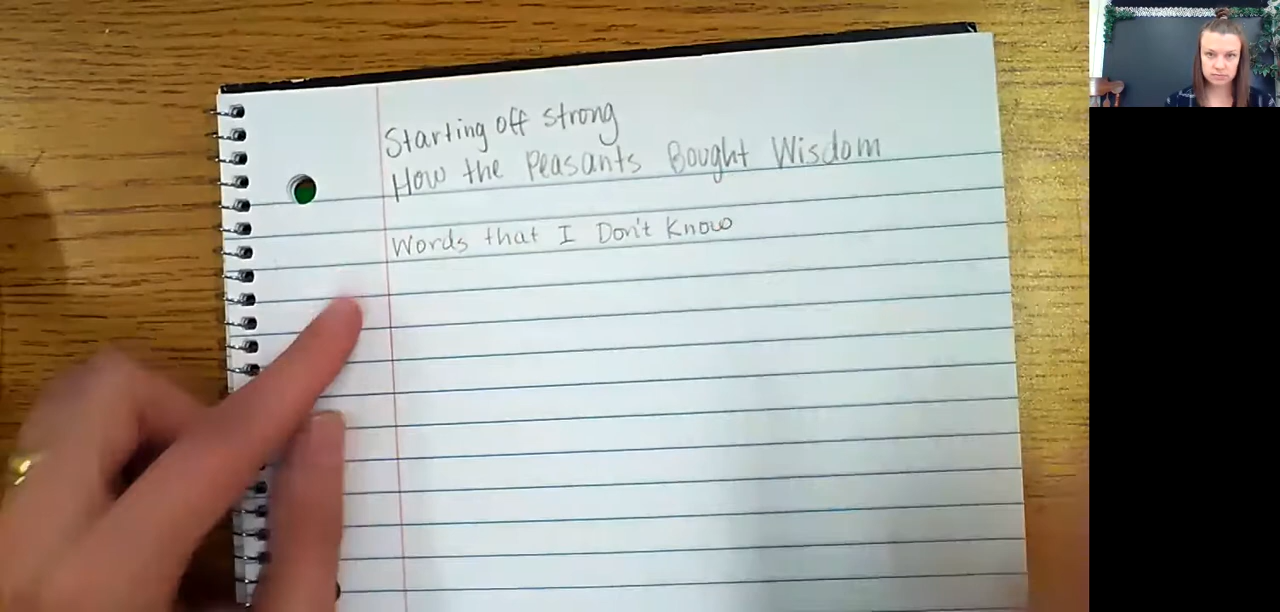 Starting off strong
How the Peasants Bought Wisdom
Words that I Don't Know